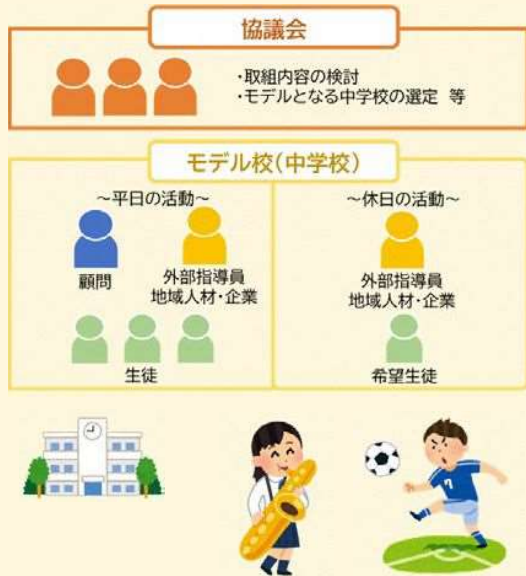 協議会
・取組内容の検討
・モデルとなる中学校の選定 等
モデル校(中学校)
~平日の活動~
顧問
外部指導員
地域人材・企業
生徒
~休日の活動~
外部指導員
地域人材・企業
希望生徒
7